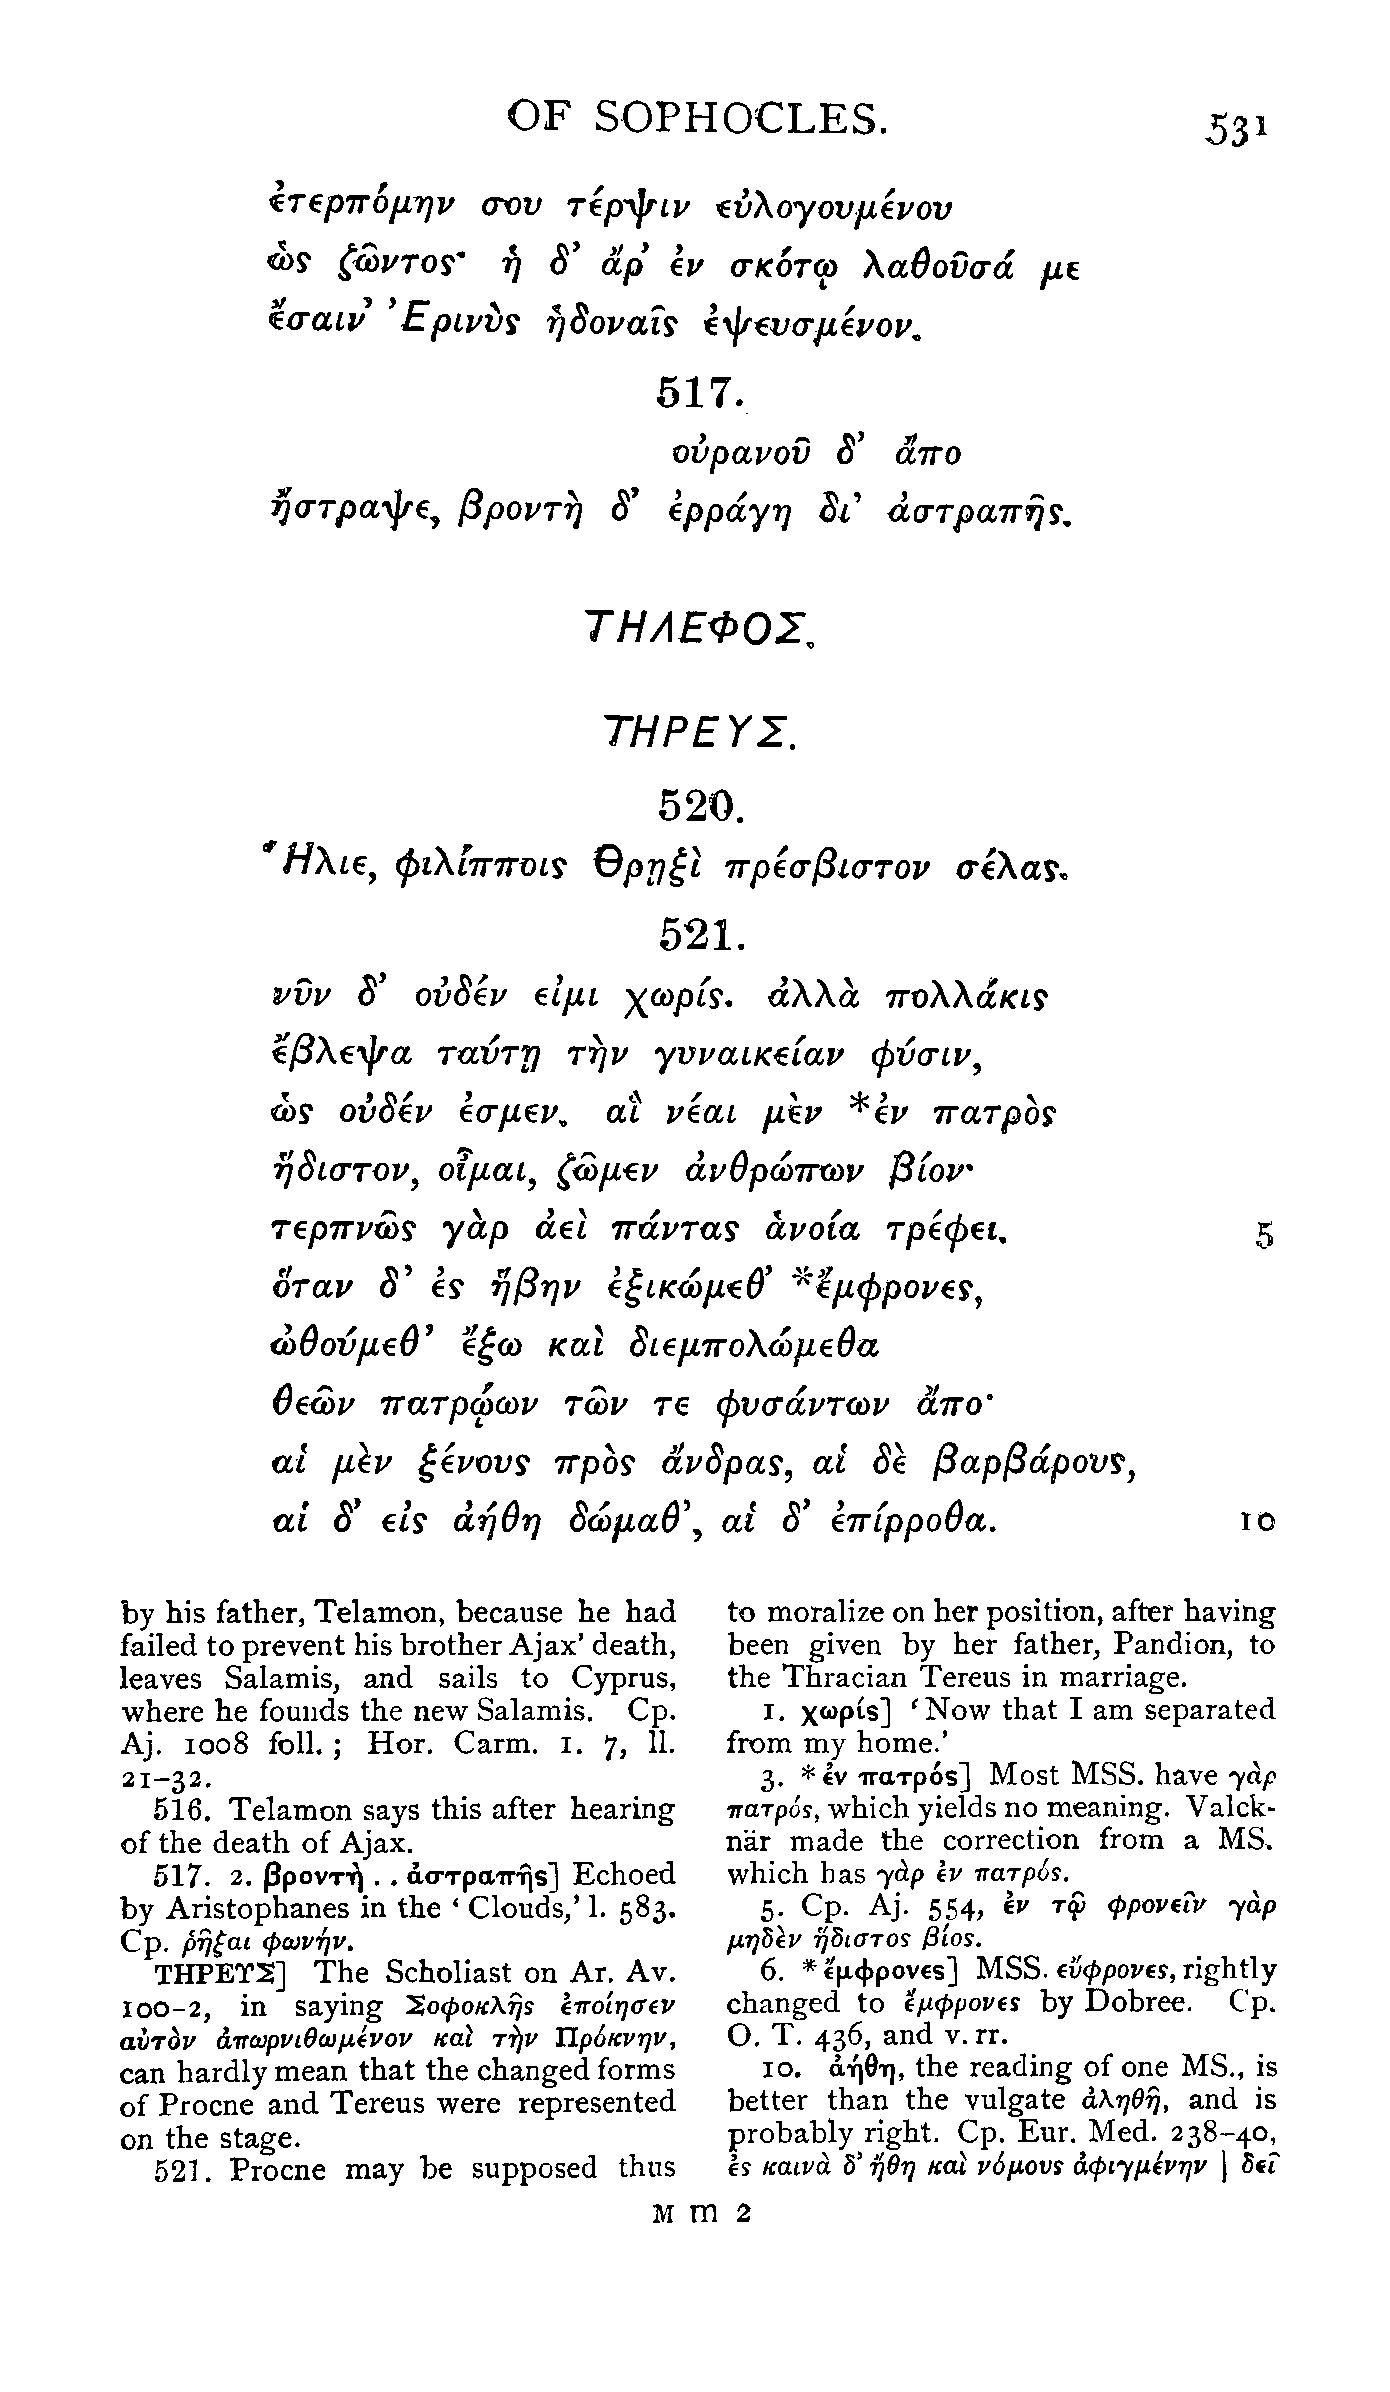 OF SOPHOCLES.
531
ἐτερπόμην σου τέρψιν εὐλογουμένου
ὡς ζῶντος· ἡ δ’ ἄρ’ ἐν σκότῳ λαθοῦσά με
ἔσαιν’ Ἐρινὺς ἡδοναῖς ἐψευσμένον.
517.
οὐρανοῦ δ’ ἄπο
ἤστραψε, βροντὴ δ’ ἐρράγη δι’ ἀστραπῆς.
ΤΗΛΕΦΟΣ.
ΤΗΡΕΥΣ.
520.
Ἥλιε, φιλίπποις Θρῃξὶ πρέσβιστον σέλας.
521.
νῦν δ’ οὐδέν εἰμι χωρίς. ἀλλὰ πολλάκις
ἔβλεψα ταύτῃ τὴν γυναικείαν φύσιν,
ὡς οὐδέν ἐσμεν. αἳ νέαι μὲν *ἐν πατρὸς
ἥδιστον, οἶμαι, ζῶμεν ἀνθρώπων βίον·
τερπνῶς γὰρ ἀεὶ πάντας ἁνοία τρέφει. 5
ὅταν δ’ ἐς ἥβην ἐξικώμεθ’ *ἔμφρονες,
ὠθούμεθ’ ἔξω καὶ διεμπολώμεθα
θεῶν πατρῴων τῶν τε φυσάντων ἄπο·
αἱ μὲν ξένους πρὸς ἄνδρας, αἱ δὲ βαρβάρους,
αἱ δ’ εἰς ἀήθη δώμαθ’, αἱ δ’ ἐπίρροθα. 10
by his father, Telamon, because he had
failed to prevent his brother Ajax’ death,
leaves Salamis, and sails to Cyprus,
where he founds the new Salamis. Cp.
Aj. 1008 foll. ; Hor. Carm. 1. 7, ll.
21–32.
516. Telamon says this after hearing
of the death of Ajax.
517. 2. βροντὴ . . ἀστραπῆς] Echoed
by Aristophanes in the ‘ Clouds,’ l. 583.
Cp. ῥῆξαι φωνήν.
ΤΗΡΕΥΣ] The Scholiast on Ar. Av.
100–2, in saying Σοφοκλῆς ἐποίησεν
αὐτὸν ἀπωρνιθωμένον καὶ τὴν Πρόκνην,
can hardly mean that the changed forms
of Procne and Tereus were represented
on the stage.
521. Procne may be supposed thus
to moralize on her position, after having
been given by her father, Pandion, to
the Thracian Tereus in marriage.
1. χωρίς] ‘Now that I am separated
from my home.’
3. *ἐν πατρός] Most MSS. have γὰρ
πατρός, which yields no meaning. Valck-
när made the correction from a MS.
which has γὰρ ἐν πατρός.
5. Cp. Aj. 554, ἐν τῷ φρονεῖν γὰρ
μηδὲν ἥδιστος βίος.
6. *ἔμφρονες] MSS. εὔφρονες, rightly
changed to ἔμφρονες by Dobree. Cp.
O. T. 436, and v. rr.
10. ἀήθη, the reading of one MS., is
better than the vulgate ἀληθῆ, and is
probably right. Cp. Eur. Med. 238–40,
ἐς καινὰ δ’ ἤθη καὶ νόμους ἀφιγμένην | δεῖ
M m 2